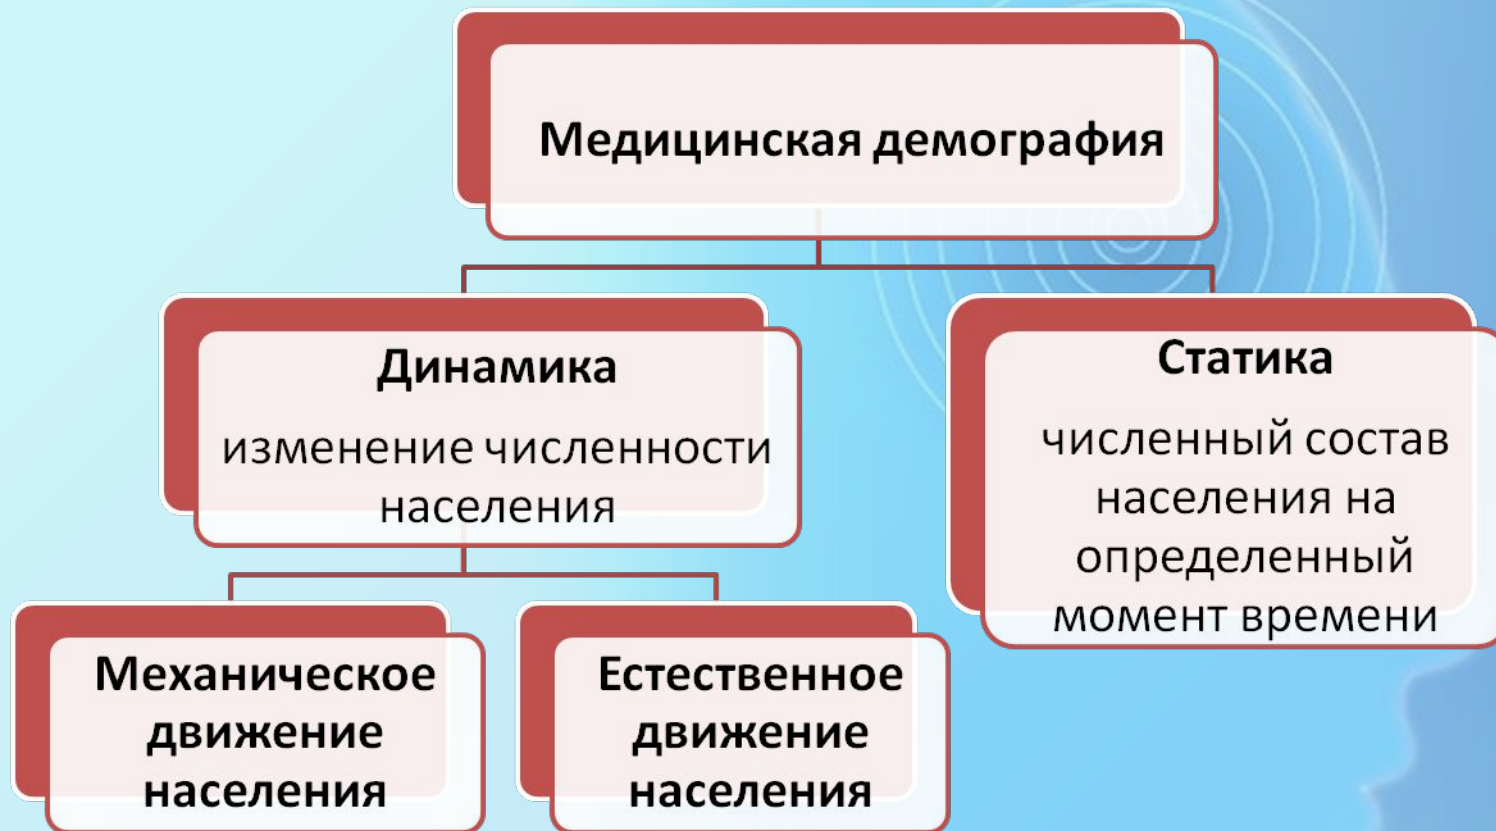 Медицинская демография
Динамика
изменение численности
населения
Статика
численный состав
населения на
определенный
момент времени
Механическое
движение
населения
Естественное
движение
населения